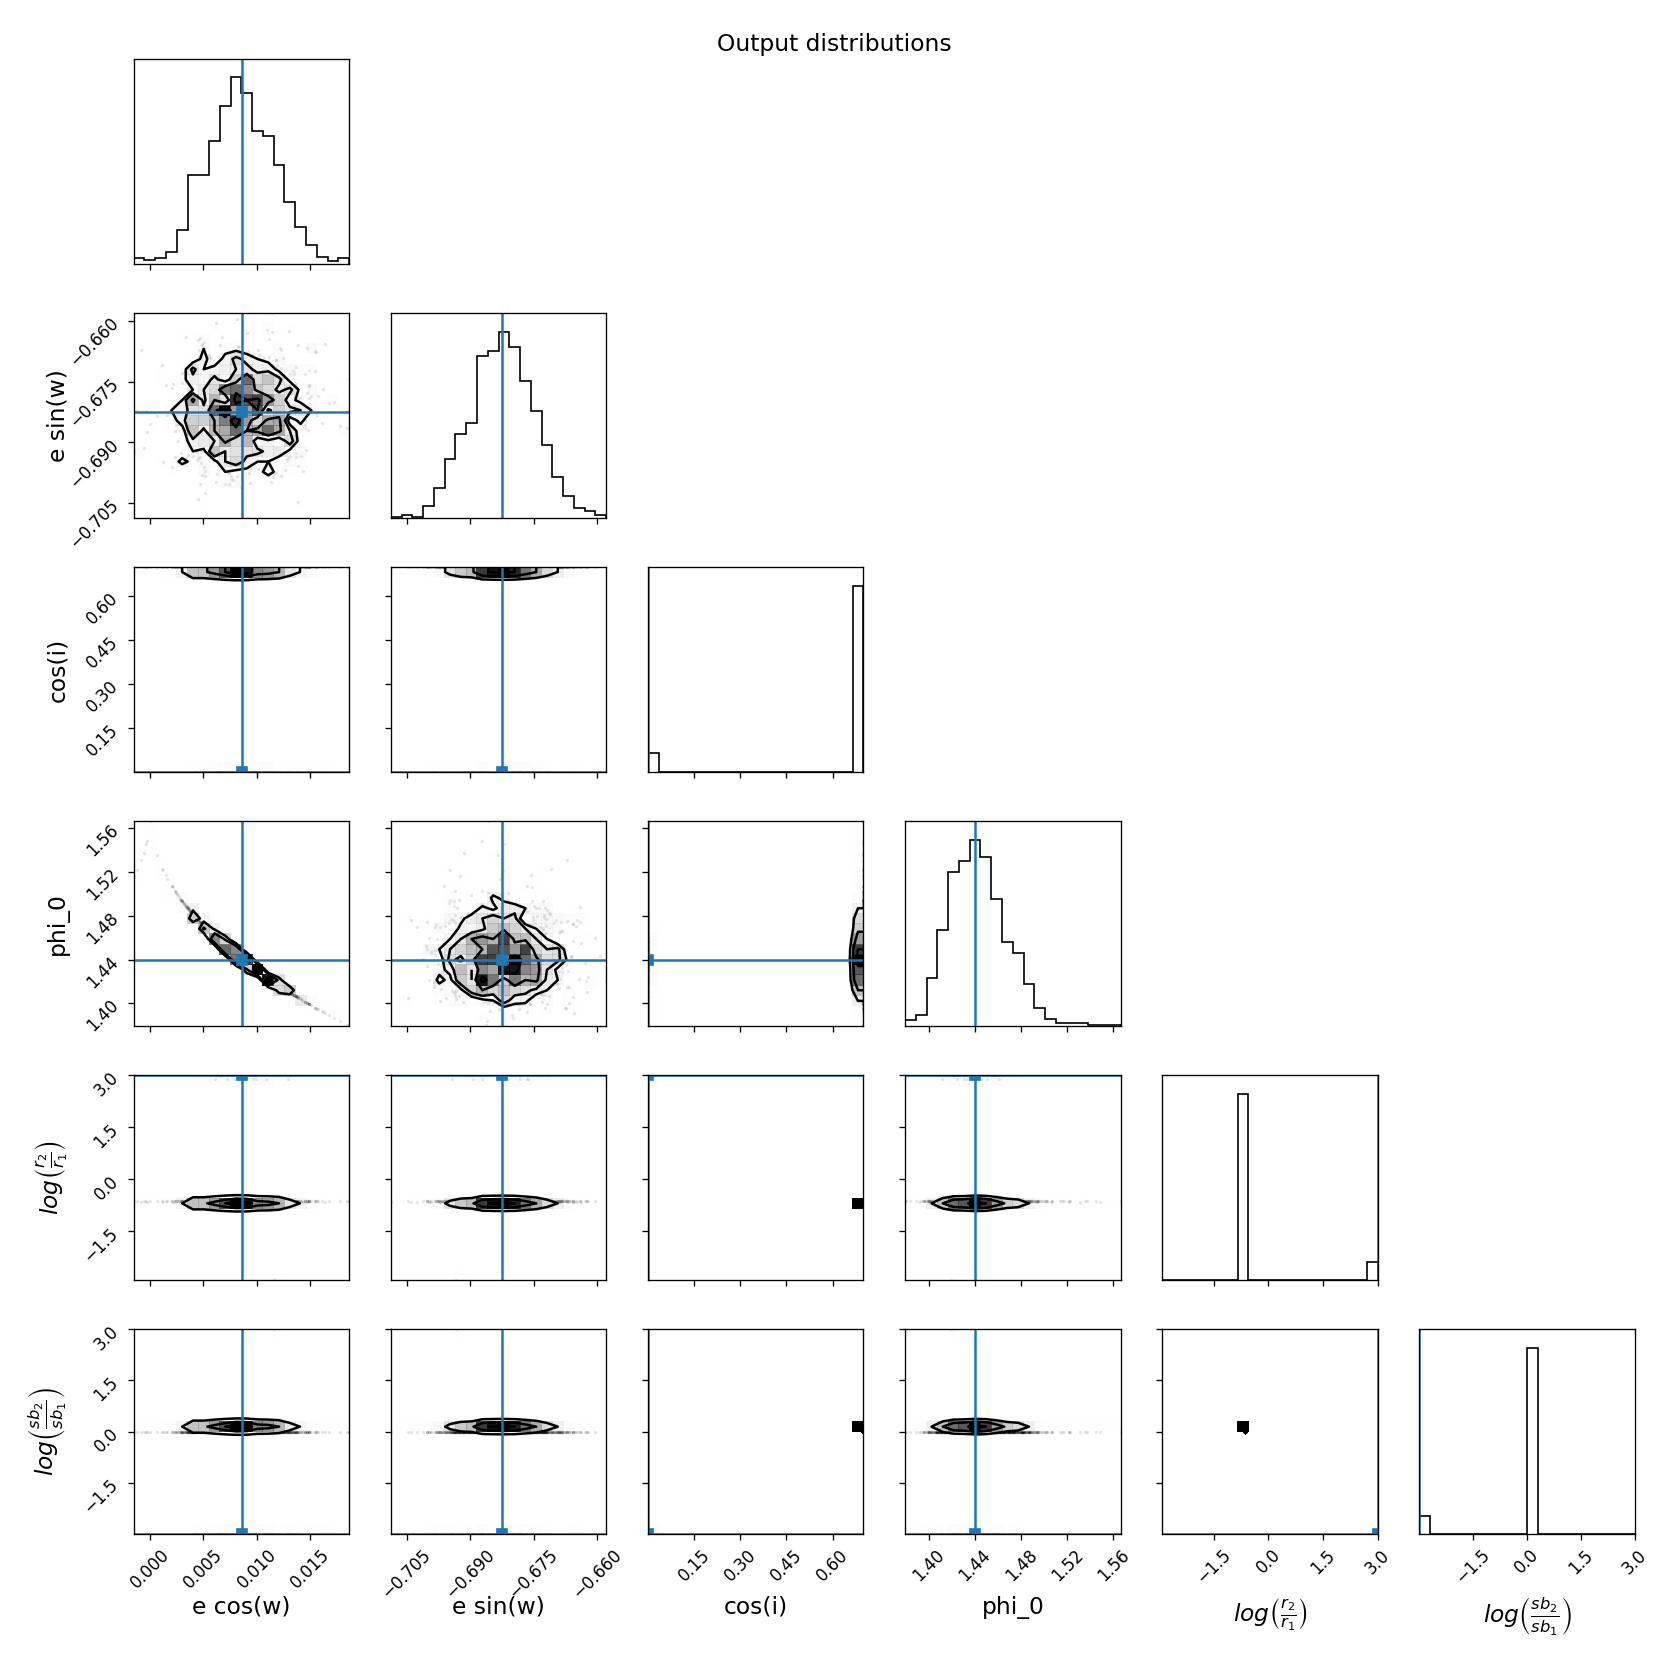 Output distributions
e sin(w)
−0.660
−0.675
−0.690
−0.705
cos(i)
0.60
0.45
0.30
0.15
phi_0
1.56
1.52
1.48
1.44
1.40
log(r₂/r₁)
3.0
1.5
0.0
−1.5
log(sb₂/sb₁)
3.0
1.5
0.0
−1.5
0.000 0.005 0.010 0.015
−0.705 −0.690 −0.675 −0.660
0.15 0.30 0.45 0.60
1.40 1.44 1.48 1.52 1.56
−1.5 0.0 1.5 3.0
−1.5 0.0 1.5 3.0
e cos(w)
e sin(w)
cos(i)
phi_0
log(r₂/r₁)
log(sb₂/sb₁)